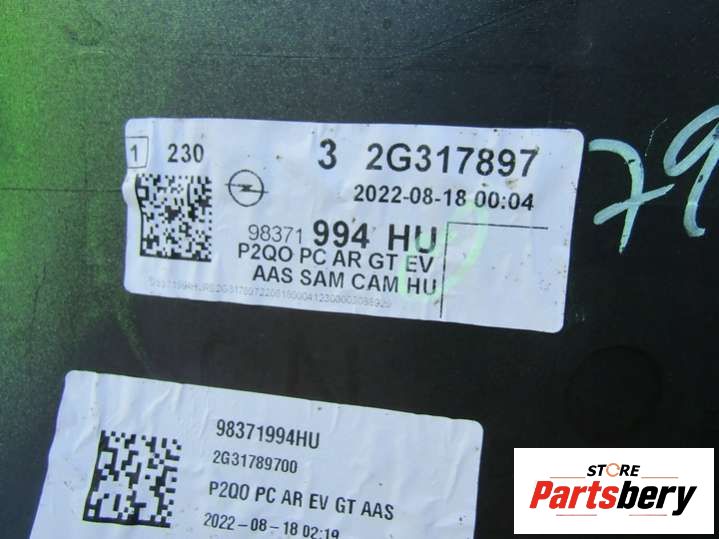 1 230 3 2G317897
2022-08-18 00:04
98371 994 HU
P2QO PC AR GT EV
AAS SAM CAM HU
79
98371994HU
2G31789700
P2QO PC AR EV GT AAS
2022-08-18 02:19
STORE
Partsbery